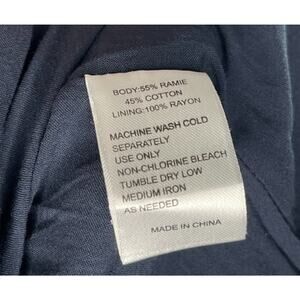 BODY:55% RAMIE
45% COTTON
LINING:100% RAYON
MACHINE WASH COLD
SEPARATELY
USE ONLY
NON-CHLORINE BLEACH
TUMBLE DRY LOW
MEDIUM IRON
AS NEEDED
MADE IN CHINA